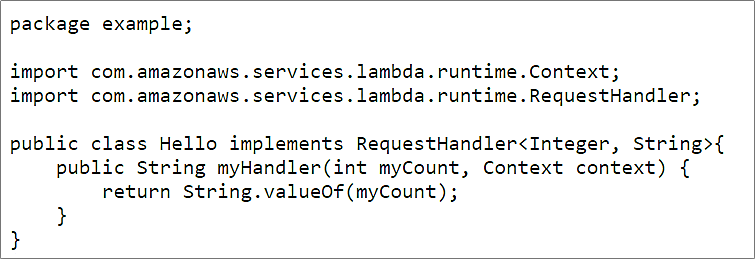 package example;

import com.amazonaws.services.lambda.runtime.Context;
import com.amazonaws.services.lambda.runtime.RequestHandler;

public class Hello implements RequestHandler<Integer, String>{
    public String myHandler(int myCount, Context context) {
        return String.valueOf(myCount);
    }
}